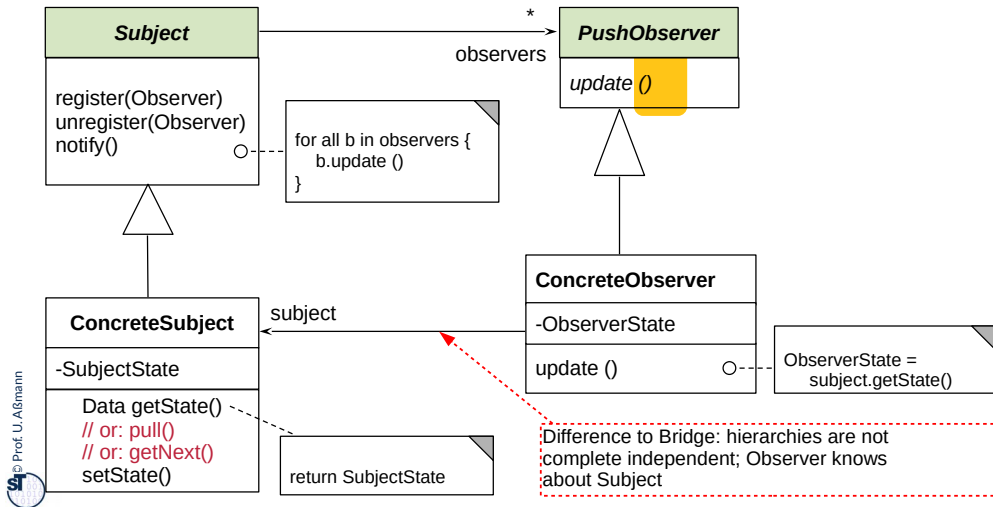 Subject
*
observers
PushObserver
update ()
register(Observer)
unregister(Observer)
notify()
for all b in observers {
b.update ()
}
ConcreteSubject
-SubjectState
Data getState()
// or: pull()
// or: getNext()
setState()
return SubjectState
subject
ConcreteObserver
-ObserverState
update ()
ObserverState =
subject.getState()
Difference to Bridge: hierarchies are not
complete independent; Observer knows
about Subject
© Prof. U. Aßmann
ST